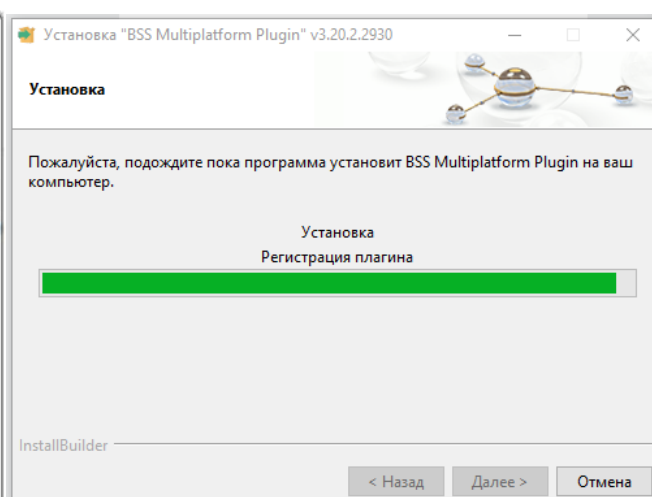 Установка "BSS Multiplatform Plugin" v3.20.2.2930
Установка
Пожалуйста, подождите пока программа установит BSS Multiplatform Plugin на ваш
компьютер.
Установка
Регистрация плагина
InstallBuilder
< Назад Далее > Отмена